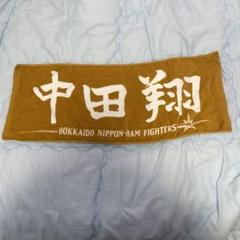 中田翔
HOKKAIDO NIPPON-HAM FIGHTERS